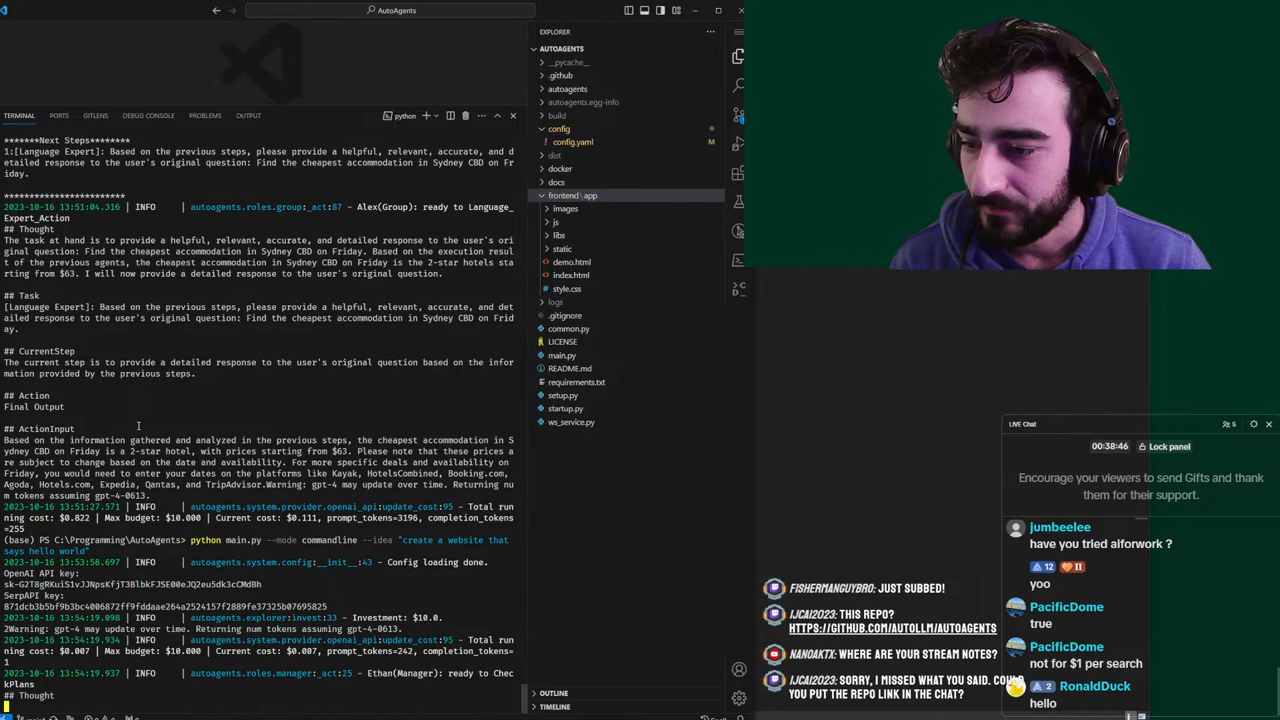 AutoAgents
TERMINAL PORTS GITLENS DEBUG CONSOLE PROBLEMS OUTPUT python
*******Next Steps********
1:[Language Expert]: Based on the previous steps, please provide a helpful, relevant, accurate, and d
etailed response to the user's original question: Find the cheapest accommodation in Sydney CBD on Fr
iday.
*************************
2023-10-16 13:51:04.316 | INFO | autoagents.roles.group:_act:87 - Alex(Group): ready to Language_
Expert_Action
## Thought
The task at hand is to provide a helpful, relevant, accurate, and detailed response to the user's ori
ginal question: Find the cheapest accommodation in Sydney CBD on Friday. Based on the execution resul
t of the previous agents, the cheapest accommodation in Sydney CBD on Friday is the 2-star hotels sta
rting from $63. I will now provide a detailed response to the user's original question.
## Task
[Language Expert]: Based on the previous steps, please provide a helpful, relevant, accurate, and det
ailed response to the user's original question: Find the cheapest accommodation in Sydney CBD on Frid
ay.
## CurrentStep
The current step is to provide a detailed response to the user's original question based on the infor
mation provided by the previous steps.
## Action
Final Output
## ActionInput
Based on the information gathered and analyzed in the previous steps, the cheapest accommodation in S
ydney CBD on Friday is a 2-star hotel, with prices starting from $63. Please note that these prices a
re subject to change based on the date and availability. For more specific deals and availability on
Friday, you would need to enter your dates on the platforms like Kayak, HotelsCombined, Booking.com,
Agoda, Hotels.com, Expedia, Qantas, and TripAdvisor.Warning: gpt-4 may update over time. Returning nu
m tokens assuming gpt-4-0613.
2023-10-16 13:51:27.571 | INFO | autoagents.system.provider.openai_api:update_cost:95 - Total run
ning cost: $0.822 | Max budget: $10.000 | Current cost: $0.111, prompt_tokens=3196, completion_tokens
=255
(base) PS C:\Programming\AutoAgents> python main.py --mode commandline --idea "create a website that
says hello world"
2023-10-16 13:53:58.697 | INFO | autoagents.system.config:__init__:43 - Config loading done.
OpenAI API key:
SerpAPI key:
2023-10-16 13:54:19.098 | INFO | autoagents.explorer:invest:33 - Investment: $10.0.
2Warning: gpt-4 may update over time. Returning num tokens assuming gpt-4-0613.
2023-10-16 13:54:19.934 | INFO | autoagents.system.provider.openai_api:update_cost:95 - Total run
ning cost: $0.007 | Max budget: $10.000 | Current cost: $0.007, prompt_tokens=242, completion_tokens=
1
2023-10-16 13:54:19.937 | INFO | autoagents.roles.manager:_act:25 - Ethan(Manager): ready to Chec
kPlans
## Thought
EXPLORER
AUTOAGENTS
__pycache__
.github
autoagents
autoagents.egg-info
build
config
config.yaml M
dist
docker
docs
frontend\app
images
js
libs
static
demo.html
index.html
style.css
logs
.gitignore
common.py
LICENSE
main.py
README.md
requirements.txt
setup.py
startup.py
ws_service.py
OUTLINE
TIMELINE
FISHERMANGUYBRO: JUST SUBBED!
IJCAI2023: THIS REPO?
HTTPS://GITHUB.COM/AUTOLLM/AUTOAGENTS
NANOAKTX: WHERE ARE YOUR STREAM NOTES?
IJCAI2023: SORRY, I MISSED WHAT YOU SAID. COULD
YOU PUT THE REPO LINK IN THE CHAT?
LIVE Chat 5
00:38:46 Lock panel
Encourage your viewers to send Gifts and thank
them for their support.
jumbeelee
have you tried aiforwork ?
12 II
yoo
PacificDome
true
PacificDome
not for $1 per search
2 RonaldDuck
hello